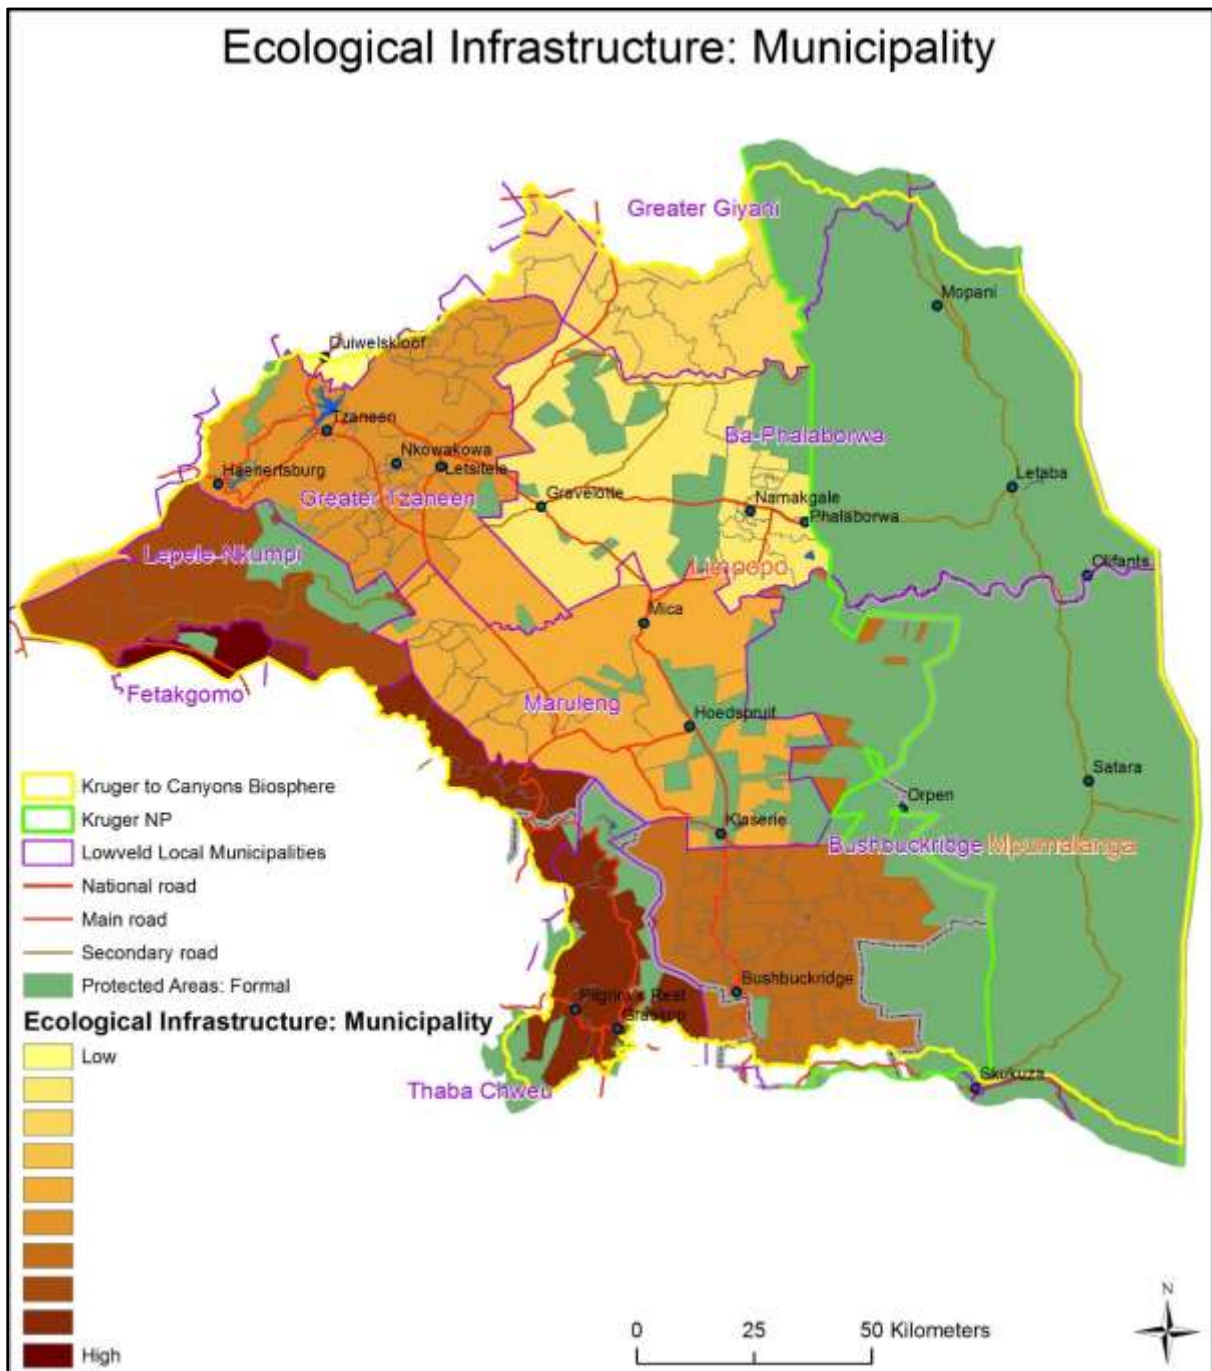 Ecological Infrastructure: Municipality
Greater Giyani
Mopani
Duiwelskloof
Tzaneen
Ba-Phalaborwa
Nkowakowa
Letsitele
Haenertsburg
Letaba
Greater Tzaneen
Gravelotte
Namakgale
Phalaborwa
Lepele-Nkumpi
Limpopo
Olifants
Mica
Fetakgomo
Maruleng
Hoedspruit
Kruger to Canyons Biosphere
Satara
Orpen
Kruger NP
Klaserie
Lowveld Local Municipalities
Bushbuckridge Mpumalanga
National road
Main road
Secondary road
Protected Areas: Formal
Bushbuckridge
Pilgrim's Rest
Graskop
Ecological Infrastructure: Municipality
Low
Skukuza
Thaba Chweu
N
0 25 50 Kilometers
High